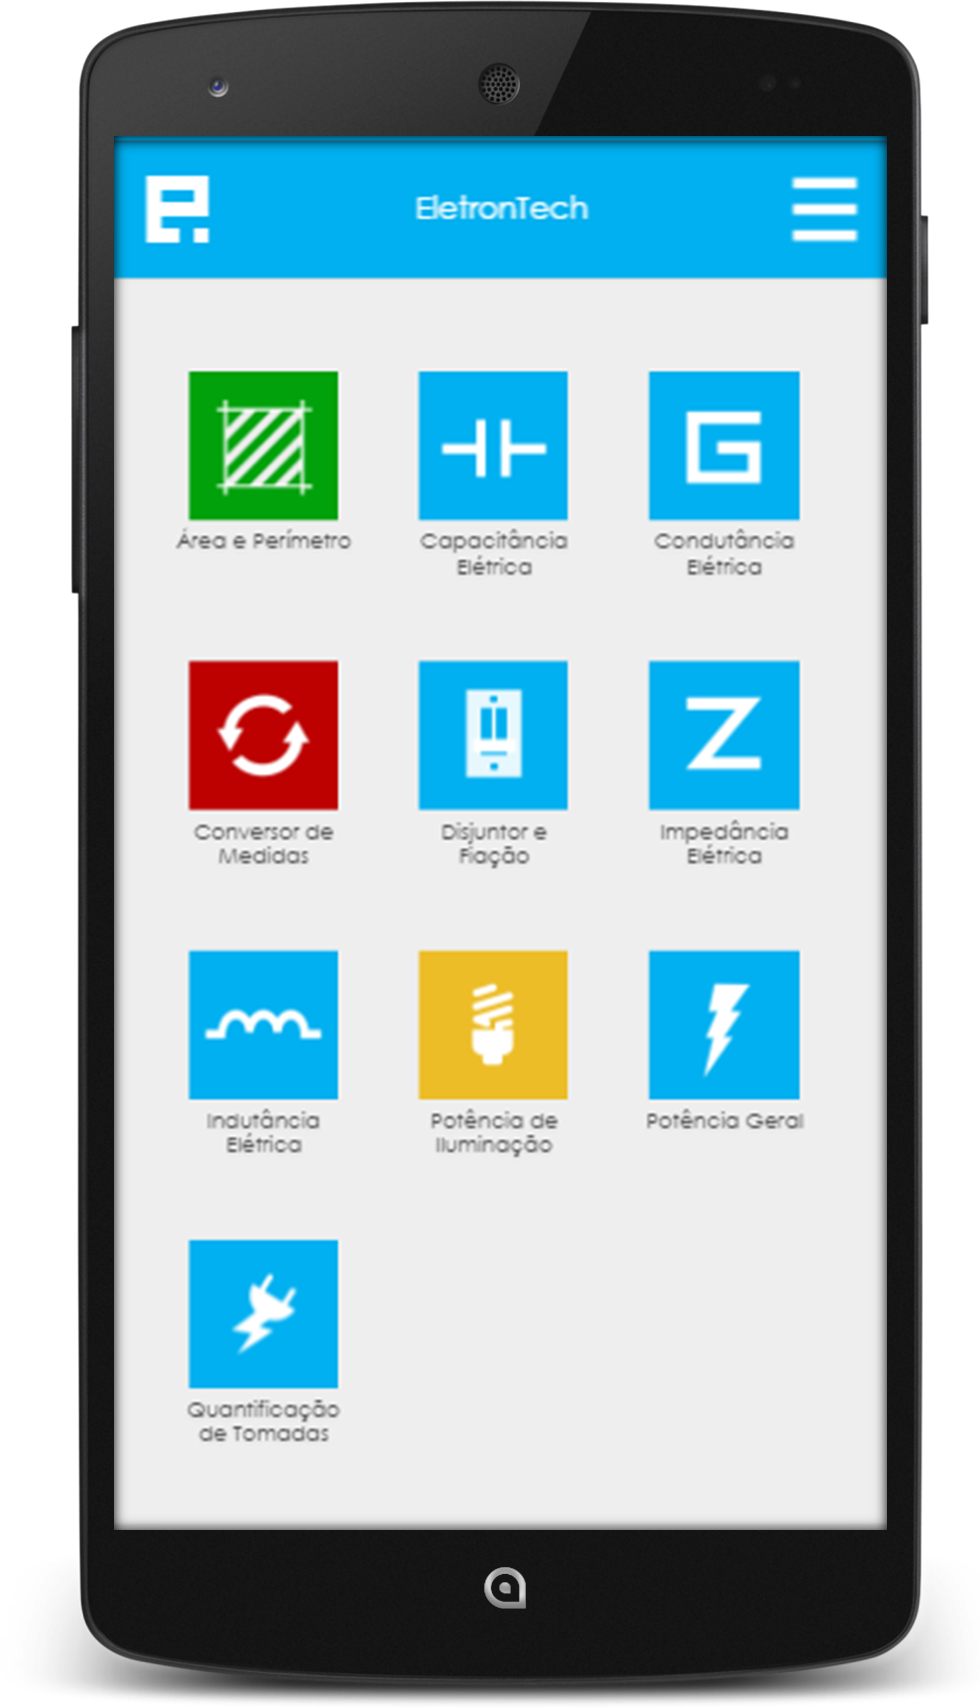 e.
EletronTech
Área e Perímetro
Capacitância
Elétrica
G
Condutância
Elétrica
Conversor de
Medidas
Disjuntor e
Fiação
Z
Impedância
Elétrica
Indutância
Elétrica
Potência de
Iluminação
Potência Geral
Quantificação
de Tomadas